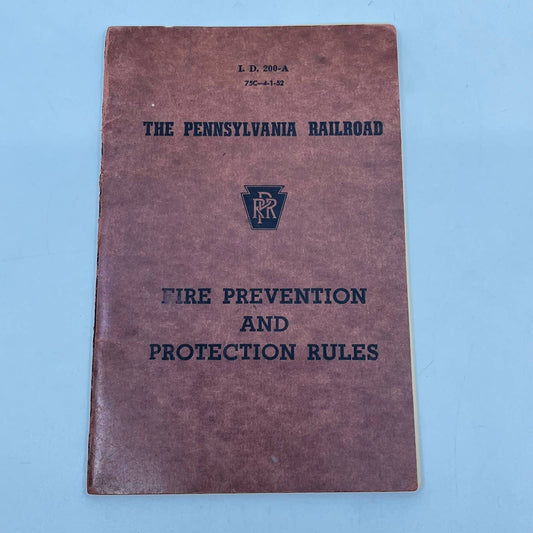 I. D. 200-A
75C—4-1-52
THE PENNSYLVANIA RAILROAD
PRR
FIRE PREVENTION
AND
PROTECTION RULES